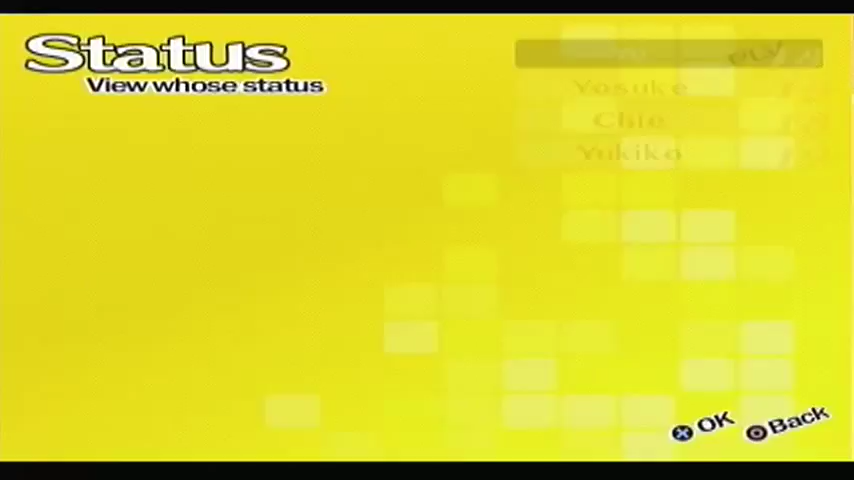 Status
View whose status
Yosuke
Chie
Yukiko
OK
Back